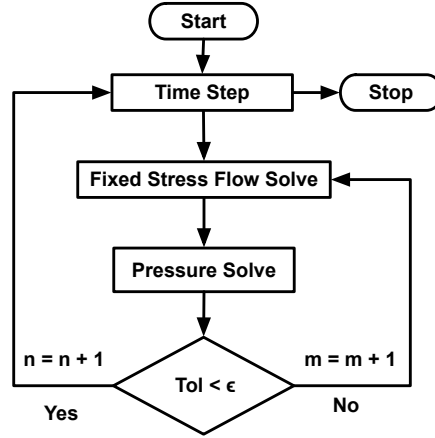 Start
Time Step
Stop
Fixed Stress Flow Solve
Pressure Solve
n = n + 1
m = m + 1
Tol < ϵ
Yes
No